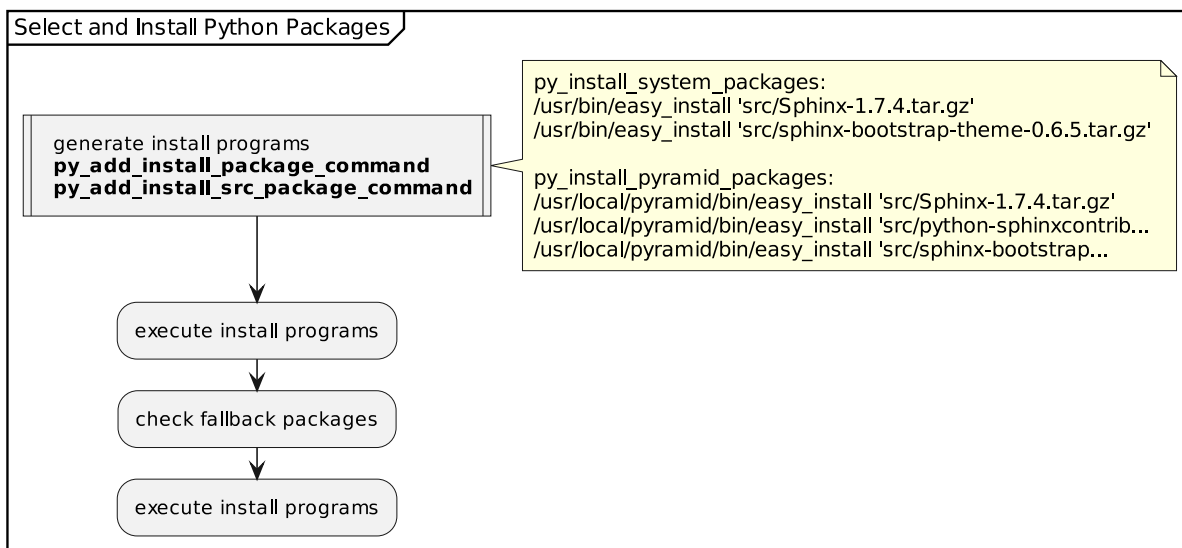 Select and Install Python Packages
generate install programs
py_add_install_package_command
py_add_install_src_package_command
py_install_system_packages:
/usr/bin/easy_install 'src/Sphinx-1.7.4.tar.gz'
/usr/bin/easy_install 'src/sphinx-bootstrap-theme-0.6.5.tar.gz'
py_install_pyramid_packages:
/usr/local/pyramid/bin/easy_install 'src/Sphinx-1.7.4.tar.gz'
/usr/local/pyramid/bin/easy_install 'src/python-sphinxcontrib...
/usr/local/pyramid/bin/easy_install 'src/sphinx-bootstrap...
execute install programs
check fallback packages
execute install programs